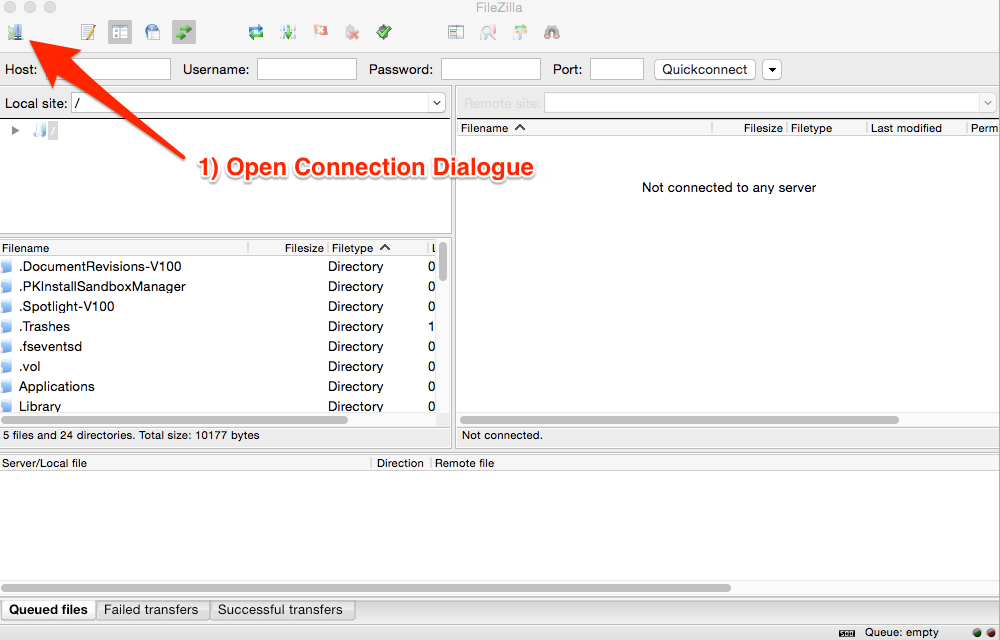 FileZilla
Host: Username: Password: Port: Quickconnect
Local site: /
Remote site:
/
Filename Filesize Filetype Last modified Perm
1) Open Connection Dialogue
Not connected to any server
Filename Filesize Filetype L
.DocumentRevisions-V100 Directory 0
.PKInstallSandboxManager Directory 0
.Spotlight-V100 Directory 0
.Trashes Directory 1
.fseventsd Directory 0
.vol Directory 0
Applications Directory 0
Library Directory 0
5 files and 24 directories. Total size: 10177 bytes
Not connected.
Server/Local file Direction Remote file
Queued files Failed transfers Successful transfers
Queue: empty